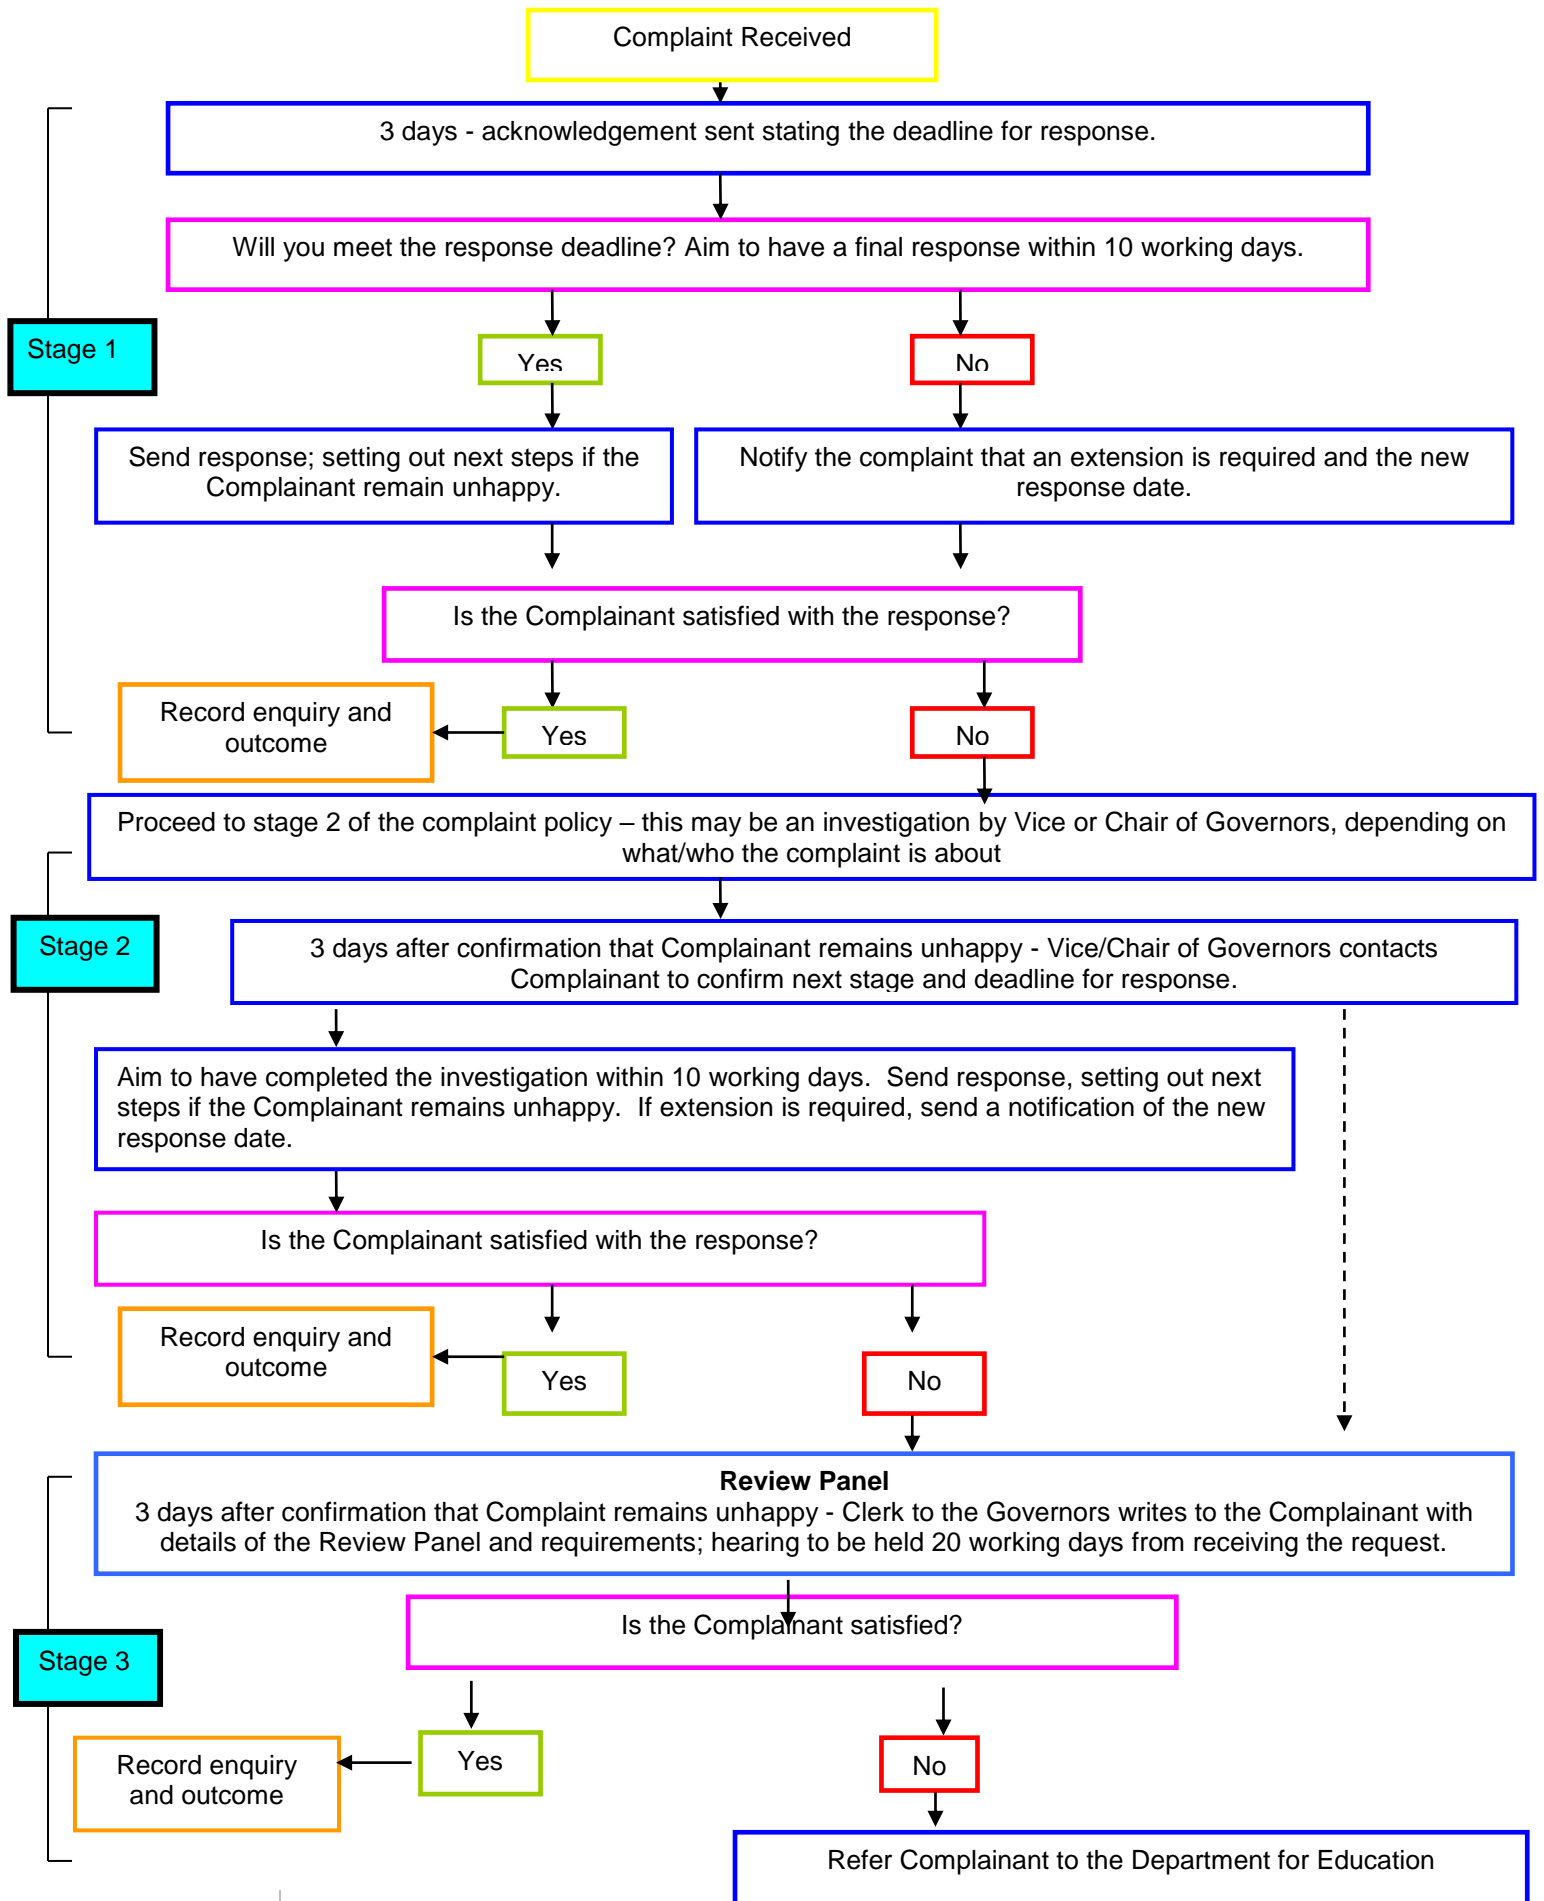 Complaint Received
3 days - acknowledgement sent stating the deadline for response.
Will you meet the response deadline? Aim to have a final response within 10 working days.
Stage 1
Yes
No
Send response; setting out next steps if the
Complainant remain unhappy.
Notify the complaint that an extension is required and the new
response date.
Is the Complainant satisfied with the response?
Record enquiry and
outcome
Yes
No
Proceed to stage 2 of the complaint policy – this may be an investigation by Vice or Chair of Governors, depending on
what/who the complaint is about
Stage 2
3 days after confirmation that Complainant remains unhappy - Vice/Chair of Governors contacts
Complainant to confirm next stage and deadline for response.
Aim to have completed the investigation within 10 working days.  Send response, setting out next
steps if the Complainant remains unhappy.  If extension is required, send a notification of the new
response date.
Is the Complainant satisfied with the response?
Record enquiry and
outcome
Yes
No
Review Panel
3 days after confirmation that Complaint remains unhappy - Clerk to the Governors writes to the Complainant with
details of the Review Panel and requirements; hearing to be held 20 working days from receiving the request.
Is the Complainant satisfied?
Stage 3
Record enquiry
and outcome
Yes
No
Refer Complainant to the Department for Education